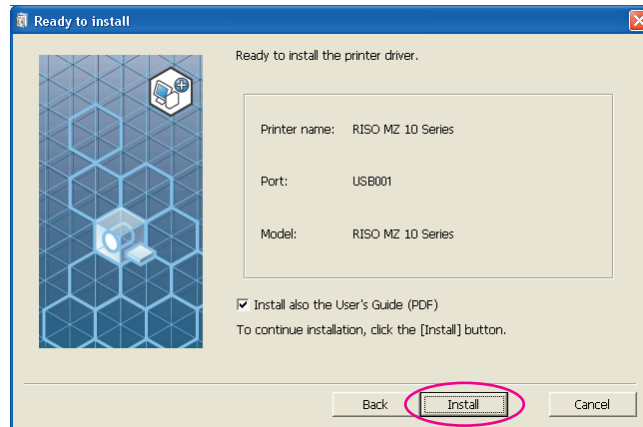 Ready to install
Ready to install the printer driver.
Printer name: RISO MZ 10 Series
Port: USB001
Model: RISO MZ 10 Series
Install also the User's Guide (PDF)
To continue installation, click the [Install] button.
Back Install Cancel